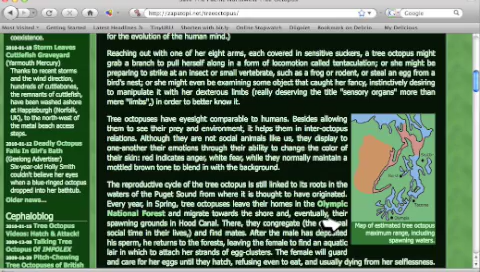 zapatopi.net/treeoctopus/
Google
Most Visited
Getting Started
Latest Headlines
TinyURL
coexistence.
2010-01-18 Storm Leaves
Cuttlefish Graveyard
(Yarmouth Mercury)
Thanks to recent storms
and the wind direction,
hundreds of cuttlebones,
the remnants of cuttlefish,
have been washed ashore
at Happisburgh (Norfolk,
UK), to the north-west of
the metal beach access
steps.
2010-01-12 Deadly Octopus
Falls In Girl's Bath
(Geelong Advertiser)
Six-year-old Holly Smith
couldn't believe her eyes
when a blue-ringed octopus
dropped into her bathtub.
Older news...
Cephaloblog
Tree Octopus
Videos: Hatch & Attach!
Talking Tree
Octopus Of IMPOLEX
Pitch-Changing
Tree Octopuses of British
for the evolution of the human mind.)
Reaching out with one of her eight arms, each covered in sensitive suckers, a tree octopus might
grab a branch to pull herself along in a form of locomotion called tentaculation; or she might be
preparing to strike at an insect or small vertebrate, such as a frog or rodent, or steal an egg from a
bird's nest; or she might even be examining some object that caught her fancy, instinctively desiring
to manipulate it with her dexterous limbs (really deserving the title "sensory organs" more than
mere "limbs",) in order to better know it.
Tree octopuses have eyesight comparable to humans. Besides allowing
them to see their prey and environment, it helps them in inter-octopus
relations. Although they are not social animals like us, they display to
one-another their emotions through their ability to change the color of
their skin: red indicates anger, white fear, while they normally maintain a
mottled brown tone to blend in with the background.
The reproductive cycle of the tree octopus is still linked to its roots in the
waters of the Puget Sound from where it is thought to have originated.
Every year, in Spring, tree octopuses leave their homes in the Olympic
National Forest and migrate towards the shore and, eventually, their
spawning grounds in Hood Canal. There, they congregate (the only real
social time in their lives,) and find mates. After the male has deposited
his sperm, he returns to the forests, leaving the female to find an aquatic
lair in which to attach her strands of egg-clusters. The female will guard
and care for her eggs until they hatch, refusing even to eat, and usually dying from her selflessness.
Map of estimated tree octopus
maximum range, including
spawning waters.